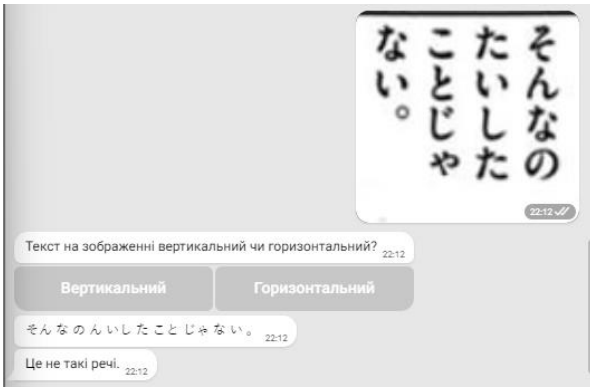 そんなの
たいした
ことじゃ
ない。
22:12
Текст на зображенні вертикальний чи горизонтальний? 22:12
Вертикальний
Горизонтальний
そんなのんいしたことじゃない。 22:12
Це не такі речі. 22:12